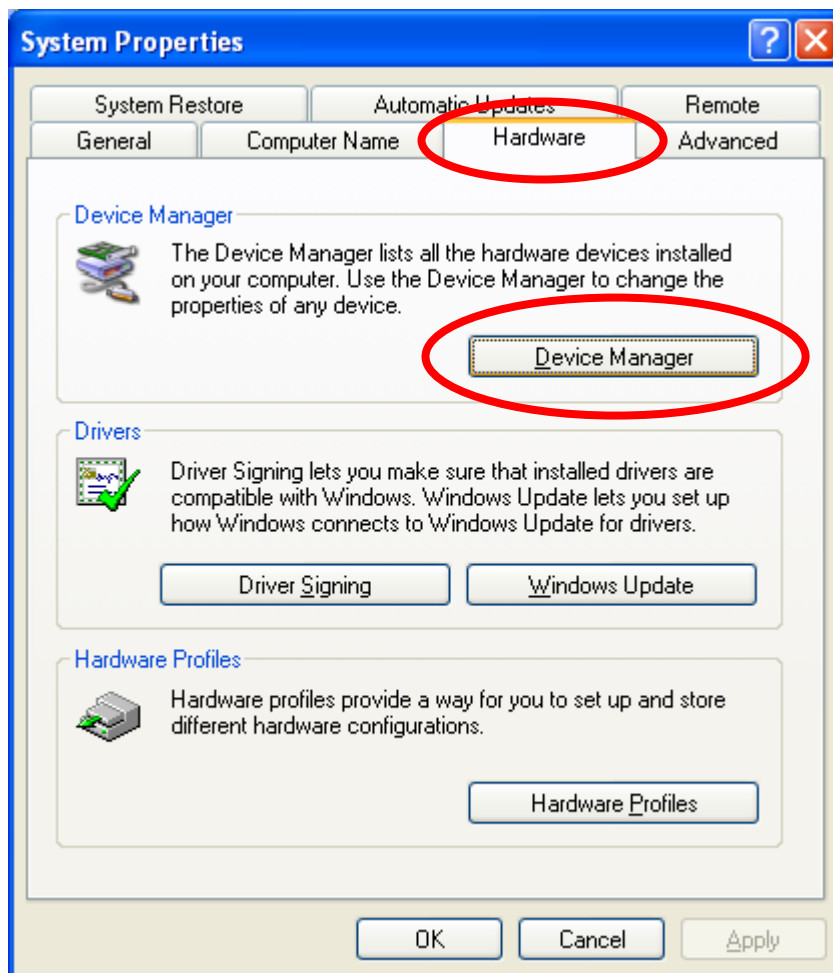 System Properties
System Restore Automatic Updates Remote
General Computer Name Hardware Advanced
Device Manager
The Device Manager lists all the hardware devices installed
on your computer. Use the Device Manager to change the
properties of any device.
Device Manager
Drivers
Driver Signing lets you make sure that installed drivers are
compatible with Windows. Windows Update lets you set up
how Windows connects to Windows Update for drivers.
Driver Signing Windows Update
Hardware Profiles
Hardware profiles provide a way for you to set up and store
different hardware configurations.
Hardware Profiles
OK Cancel Apply